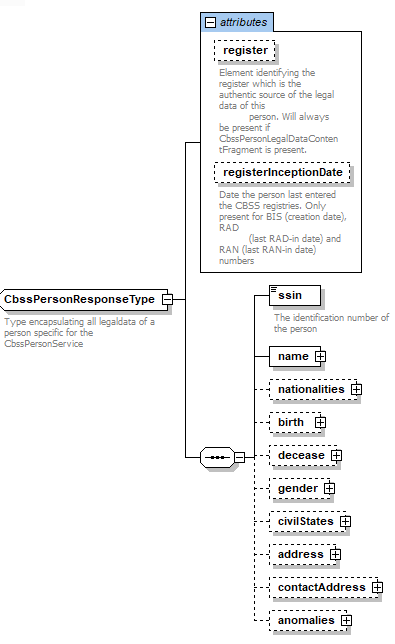 attributes
register
Element identifying the
register which is the
authentic source of the legal
data of this
person. Will always
be present if
CbssPersonLegalDataConten
tFragment is present.
registerInceptionDate
Date the person last entered
the CBSS registries. Only
present for BIS (creation date),
RAD
(last RAD-in date) and
RAN (last RAN-in date)
numbers
CbssPersonResponseType
Type encapsulating all legaldata of a
person specific for the
CbssPersonService
ssin
The identification number of
the person
name
nationalities
birth
decease
gender
civilStates
address
contactAddress
anomalies